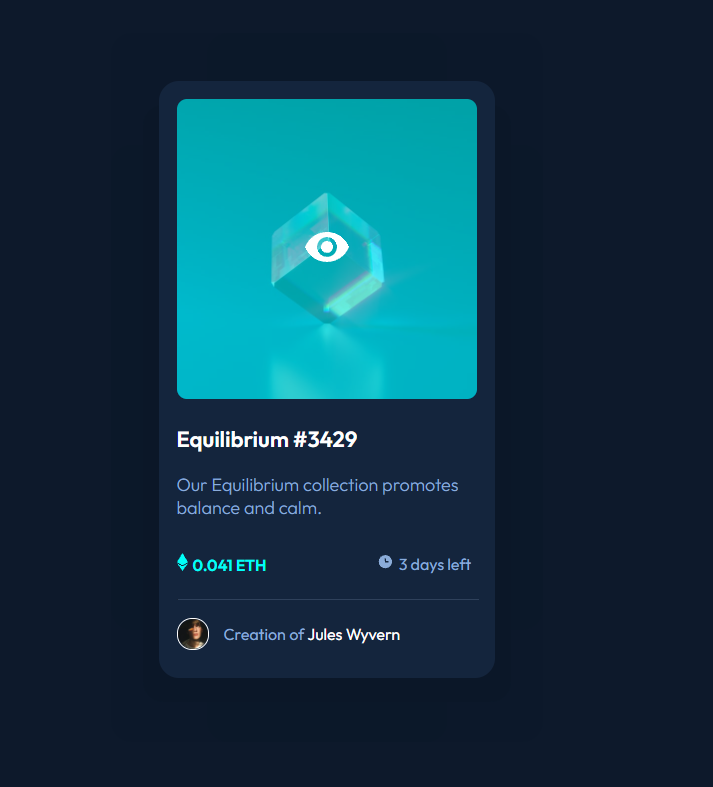 Equilibrium #3429
Our Equilibrium collection promotes
balance and calm.
0.041 ETH
3 days left
Creation of Jules Wyvern